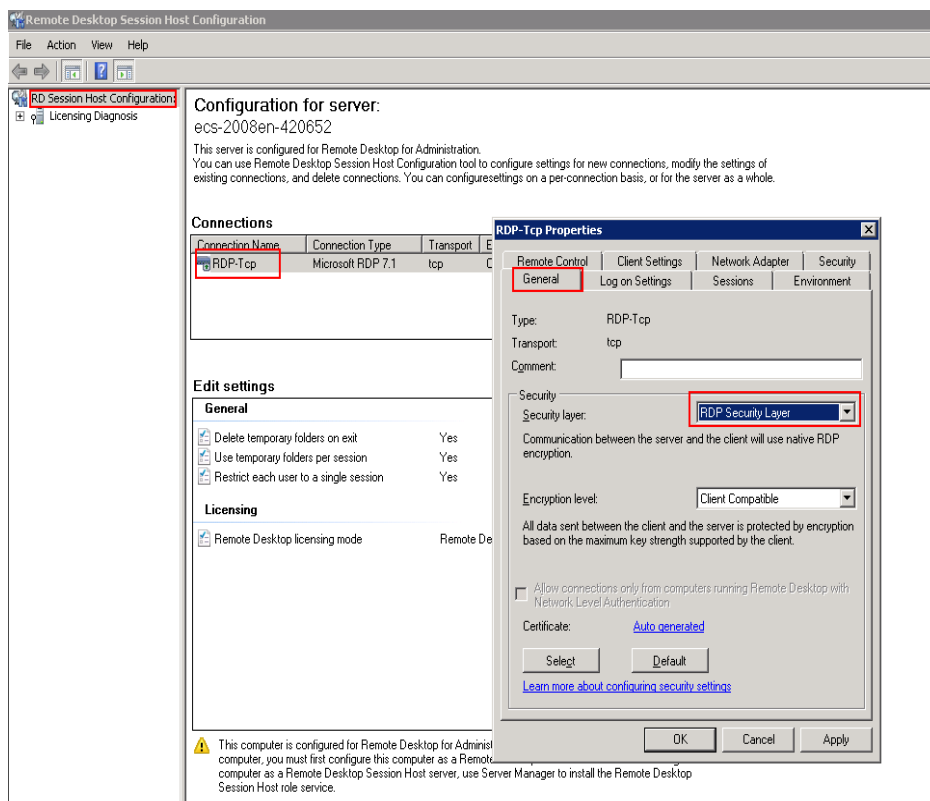 Remote Desktop Session Host Configuration
File Action View Help
RD Session Host Configuration:
Licensing Diagnosis
Configuration for server:
ecs-2008en-420652
This server is configured for Remote Desktop for Administration.
You can use Remote Desktop Session Host Configuration tool to configure settings for new connections, modify the settings of
existing connections, and delete connections. You can configuresettings on a per-connection basis, or for the server as a whole.
Connections
Connection Name Connection Type Transport E
RDP-Tcp Microsoft RDP 7.1 tcp C
Edit settings
General
Delete temporary folders on exit Yes
Use temporary folders per session Yes
Restrict each user to a single session Yes
Licensing
Remote Desktop licensing mode Remote De
This computer is configured for Remote Desktop for Adminis
computer, you must first configure this computer as a Remote
computer as a Remote Desktop Session Host server, use Server Manager to install the Remote Desktop
Session Host role service.
RDP-Tcp Properties
Remote Control Client Settings Network Adapter Security
General Log on Settings Sessions Environment
Type: RDP-Tcp
Transport: tcp
Comment:
Security
Security layer: RDP Security Layer
Communication between the server and the client will use native RDP
encryption.
Encryption level: Client Compatible
All data sent between the client and the server is protected by encryption
based on the maximum key strength supported by the client.
Allow connections only from computers running Remote Desktop with
Network Level Authentication
Certificate: Auto generated
Select Default
Learn more about configuring security settings
OK Cancel Apply